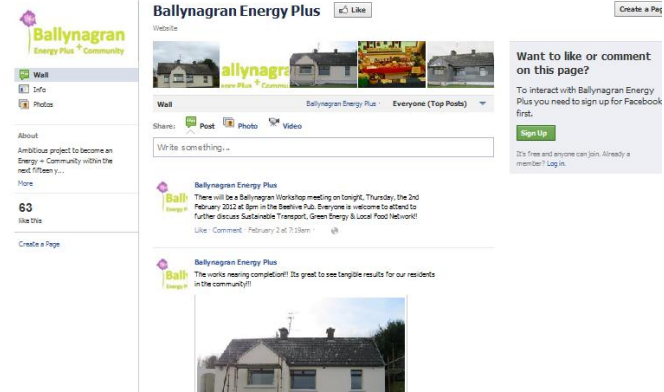 Ballynagran
Energy Plus + Community
Wall
Info
Photos
About
Ambitious project to become an
Energy + Community within the
next fifteen y...
More
63
like this
Create a Page
Ballynagran Energy Plus
Like
Website
allynagra
Wall
Ballynagran Energy Plus · Everyone (Top Posts)
Share: Post Photo Video
Write something...
Ballynagran Energy Plus
There will be a Ballynagran Workshop meeting on tonight, Thursday, the 2nd
February 2012 at 8pm in the Beehive Pub. Everyone is welcome to attend to
further discuss Sustainable Transport, Green Energy & Local Food Network!!
Like · Comment · February 2 at 7:19am ·
Ballynagran Energy Plus
The works nearing completion!! Its great to see tangible results for our residents
in the community!!!
Create a Pag
Want to like or comment
on this page?
To interact with Ballynagran Energy
Plus you need to sign up for Facebook
first.
Sign Up
It's free and anyone can join. Already a
member? Log in.